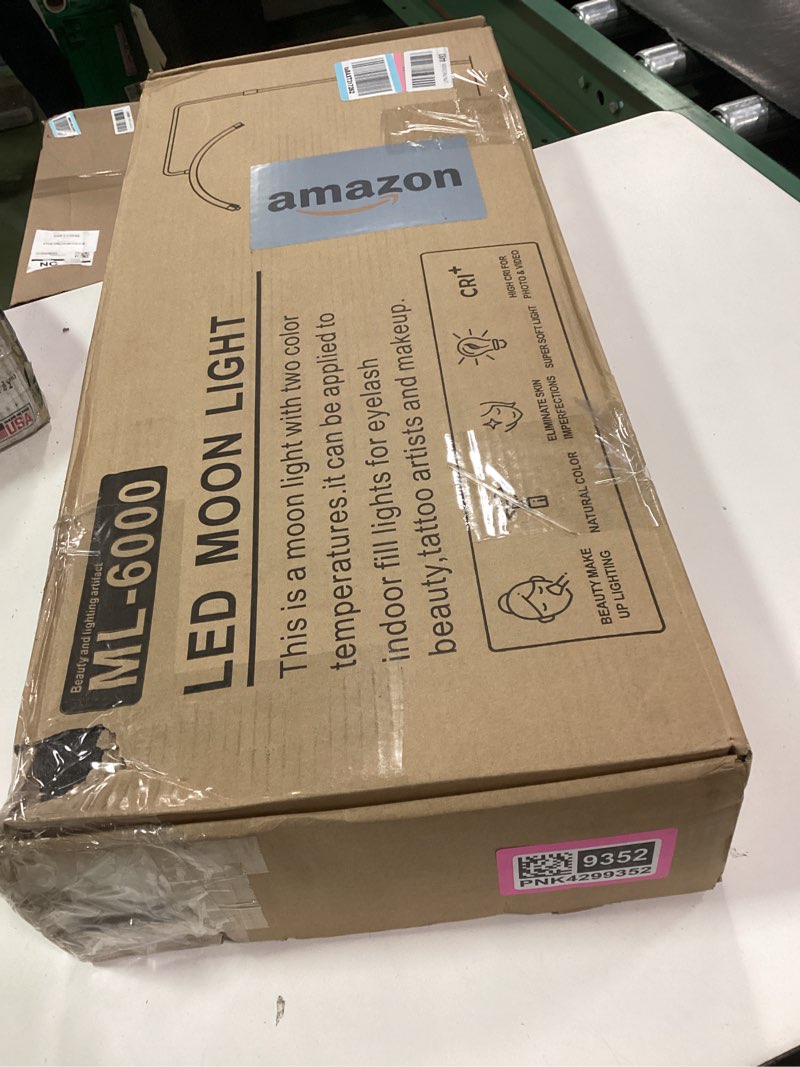 amazon
Beauty and lighting artifact
ML-6000
LED MOON LIGHT
This is a moon light with two color
temperatures.it can be applied to
indoor fill lights for eyelash
beauty,tattoo artists and makeup.
BEAUTY MAKE
UP LIGHTING
NATURAL COLOR
ELIMINATE SKIN
IMPERFECTIONS
SUPER SOFT LIGHT
CRI+
HIGH CRI FOR
PHOTO & VIDEO
9352
PNK4299352
USA